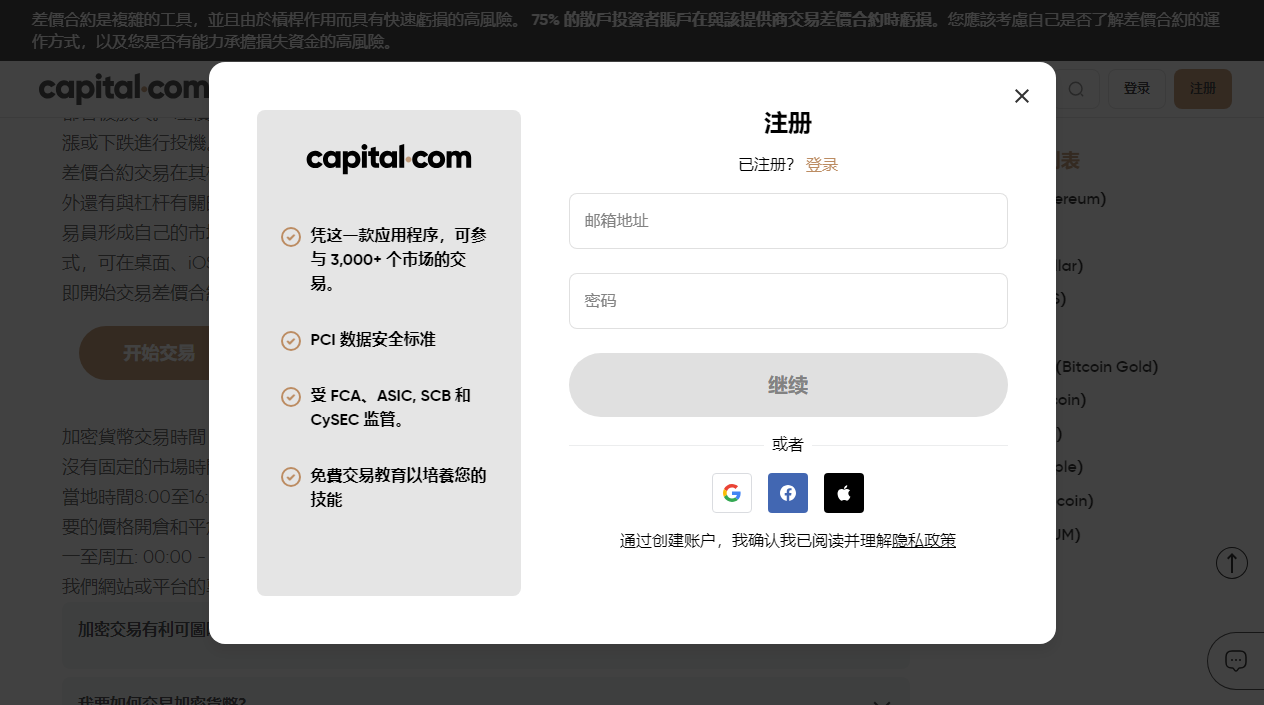 差價合約是複雜的工具，並且由於槓桿作用而具有快速虧損的高風險。 75% 的散戶投資者賬戶在與該提供商交易差價合約時虧損。您應該考慮自己是否了解差價合約的運
作方式，以及您是否有能力承擔損失資金的高風險。
capital.com
登录
注册
漲或下跌進行投機
差價合約交易在其
外還有與杠杆有關
易員形成自己的市
式，可在桌面、iOS
即開始交易差價合
开始交易
加密貨幣交易時間
沒有固定的市場時
當地時間8:00至16:
要的價格開倉和平
一至周五: 00:00 -
我們網站或平台的
加密交易有利可圖
我要如何交易加密貨幣?
capital.com
凭这一款应用程序，可参
与 3,000+ 个市场的交
易。
PCI 数据安全标准
受 FCA、ASIC, SCB 和
CySEC 监管。
免費交易教育以培養您的
技能
注册
已注册？ 登录
邮箱地址
密码
继续
或者
通过创建账户，我确认我已阅读并理解隐私政策
列表
ereum)
lar)
(Bitcoin Gold)
oin)
ple)
coin)
UM)